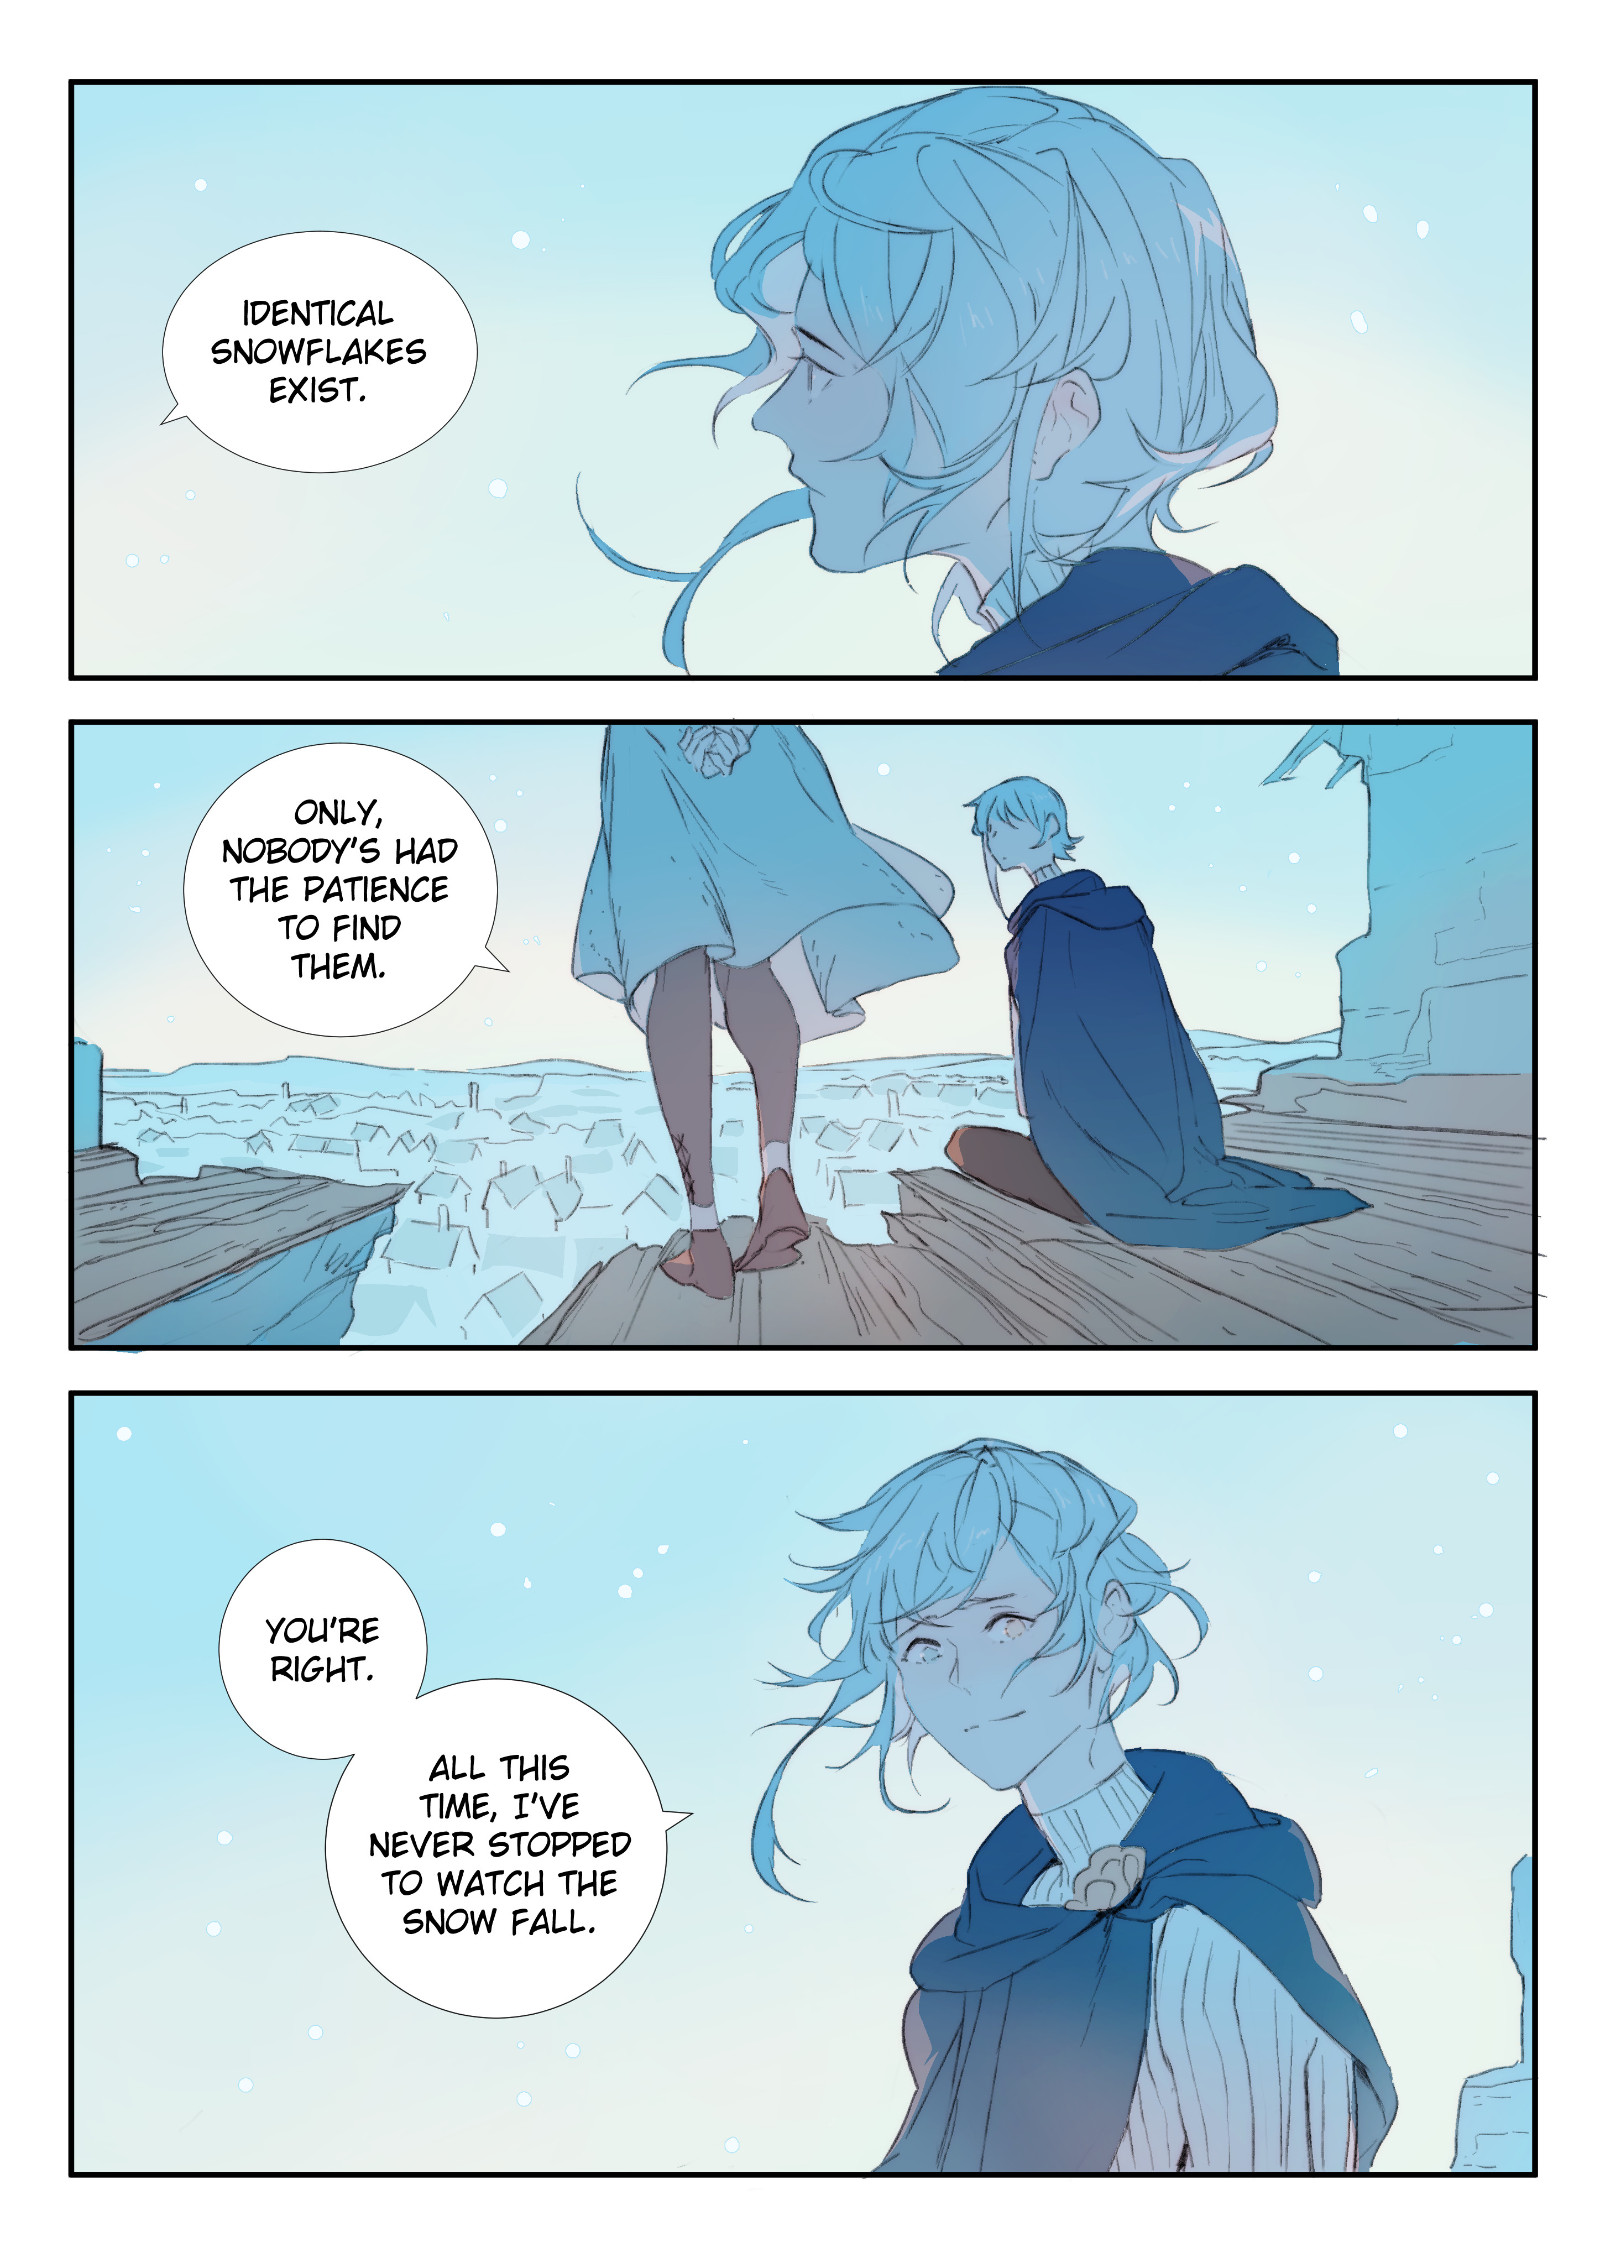 IDENTICAL
SNOWFLAKES
EXIST.
ONLY,
NOBODY'S HAD
THE PATIENCE
TO FIND
THEM.
YOU'RE
RIGHT.
ALL THIS
TIME, I'VE
NEVER STOPPED
TO WATCH THE
SNOW FALL.